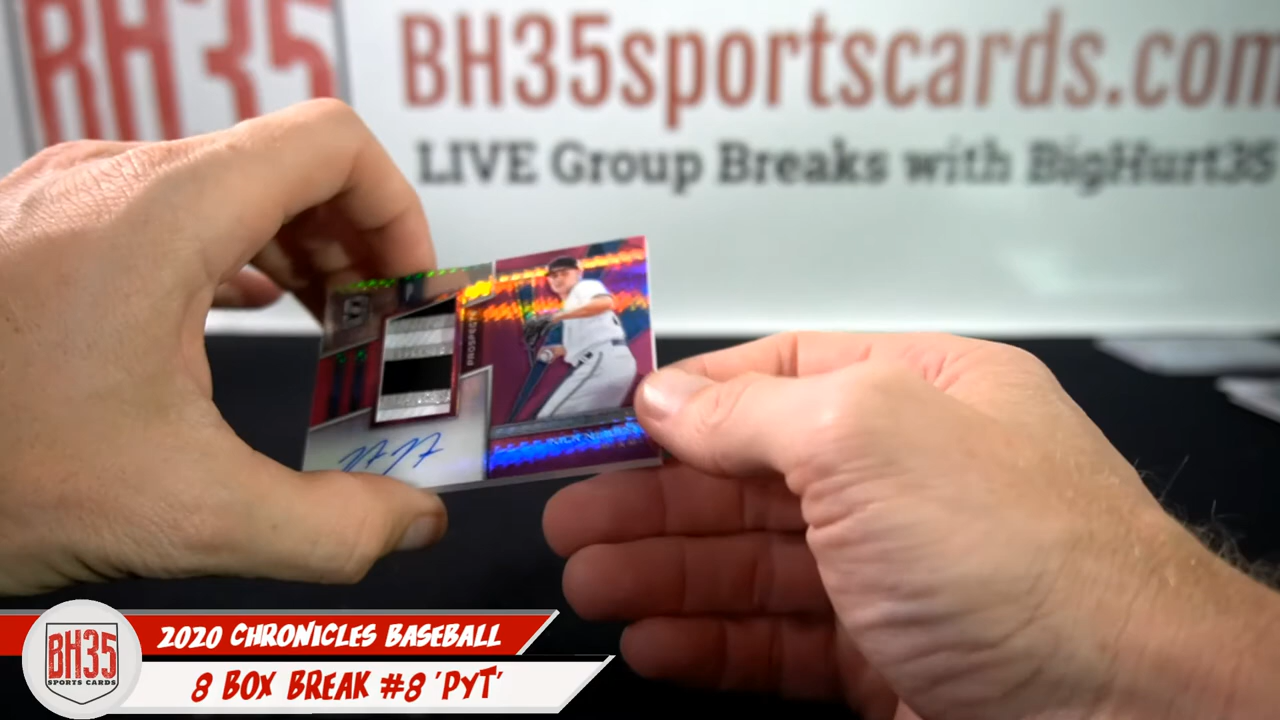 BH35
BH35sportscards.com
LIVE Group Breaks with BigHurt35
S
PROSPECT
BH35
SPORTS CARDS
2020 CHRONICLES BASEBALL
8 BOX BREAK #8 'PYT'